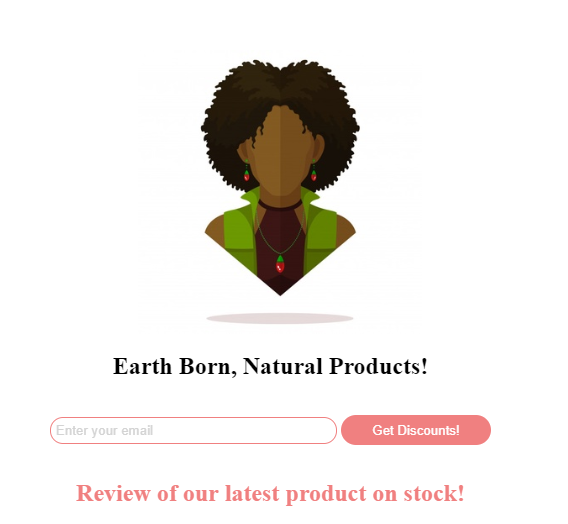 Earth Born, Natural Products!
Enter your email
Get Discounts!
Review of our latest product on stock!